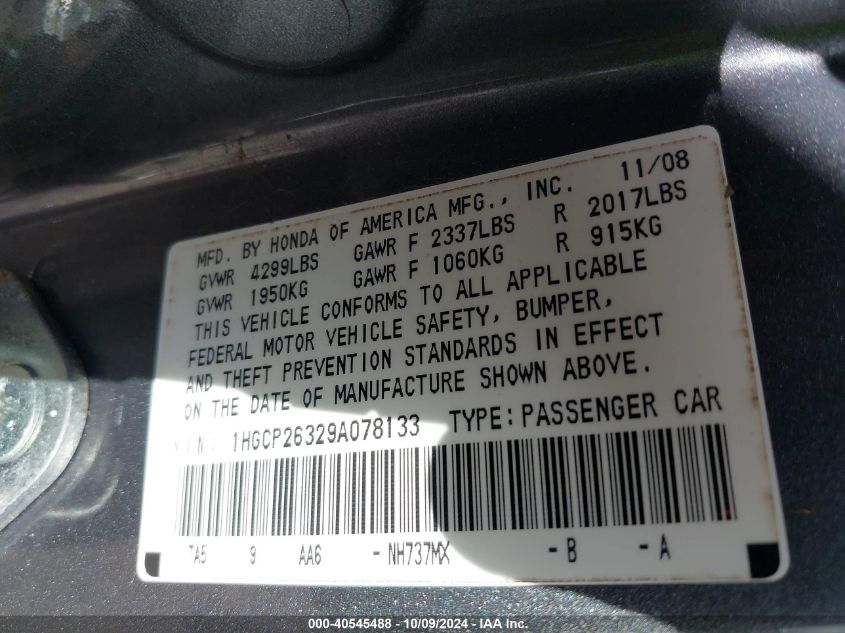 11/08
MFD. BY HONDA OF AMERICA MFG., INC.
GVWR 4299LBS GAWR F 2337LBS R 2017LBS
GVWR 1950KG GAWR F 1060KG R 915KG
THIS VEHICLE CONFORMS TO ALL APPLICABLE
FEDERAL MOTOR VEHICLE SAFETY, BUMPER,
AND THEFT PREVENTION STANDARDS IN EFFECT
ON THE DATE OF MANUFACTURE SHOWN ABOVE.
V.I.N.: 1HGCP26329A078133 TYPE:PASSENGER CAR
TA5 9 AA6 -NH737MX -B -A
000-40545488 - 10/09/2024 - IAA Inc.